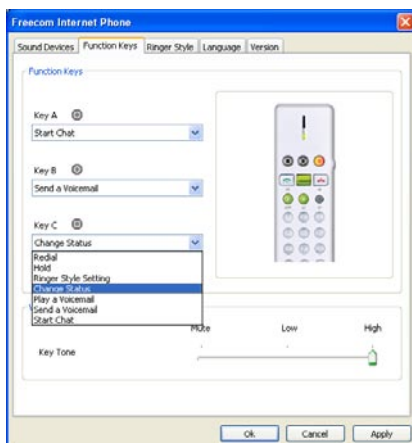 Freecom Internet Phone
Sound Devices Function Keys Ringer Style Language Version
Function Keys
Key A
Start Chat
Key B
Send a Voicemail
Key C
Change Status
Redial
Hold
Ringer Style Setting
Change Status
Play a Voicemail
Send a Voicemail
Start Chat
Mute Low High
Key Tone
Ok Cancel Apply